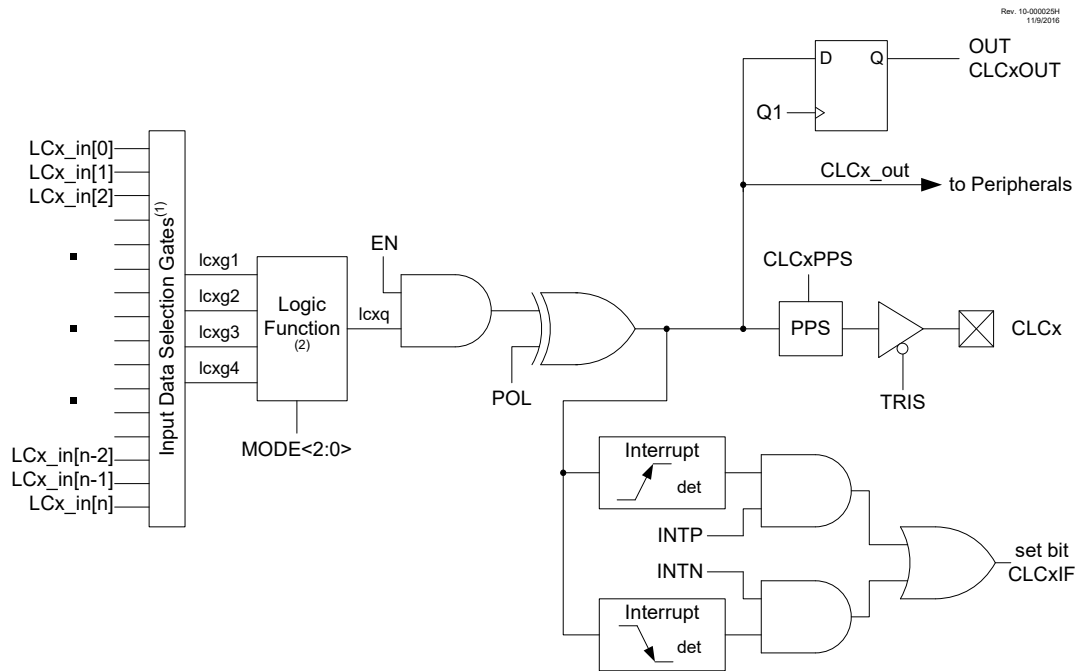 Rev. 10-000025H
11/9/2016
OUT
CLCxOUT
D
Q
Q1
CLCx_out
to Peripherals
LCx_in[0]
LCx_in[1]
LCx_in[2]
LCx_in[n-2]
LCx_in[n-1]
LCx_in[n]
Input Data Selection Gates(1)
lcxg1
lcxg2
lcxg3
lcxg4
Logic
Function
(2)
MODE<2:0>
lcxq
EN
POL
CLCxPPS
PPS
TRIS
CLCx
Interrupt
det
INTP
INTN
Interrupt
det
set bit
CLCxIF